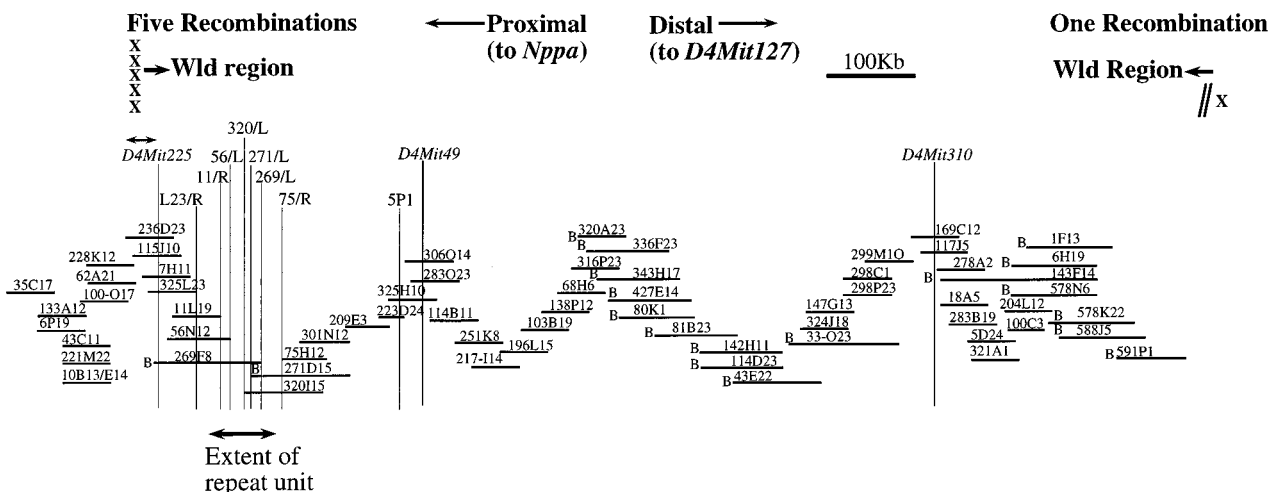 Five Recombinations
Proximal
(to Nppa)
Distal
(to D4Mit127)
One Recombination
X
X
X
X
X
Wld region
100Kb
Wld Region
X
320/L
D4Mit225
56/L
271/L
D4Mit49
D4Mit310
11/R
269/L
L23/R
75/R
5P1
236D23
115J10
228K12
7H11
62A21
325L23
35C17
100-O17
133A12
11L19
6P19
43C11
56N12
221M22
B
269F8
10B13/E14
209E3
301N12
75H12
B
271D15
320I15
306O14
283O23
325H10
223D24
114B11
251K8
217-I14
196L15
103B19
138P12
68H6
B
320A23
B
336F23
316P23
B
343H17
B
427E14
B
80K1
B
81B23
B
142H11
B
114D23
B
43E22
299M1O
298C1
298P23
147G13
324J18
B
33-O23
169C12
117J5
278A2
B
143F14
18A5
283B19
5D24
321A1
B
1F13
B
6H19
B
578N6
204L12
100C3
B
578K22
B
588J5
B
591P1
Extent of
repeat unit